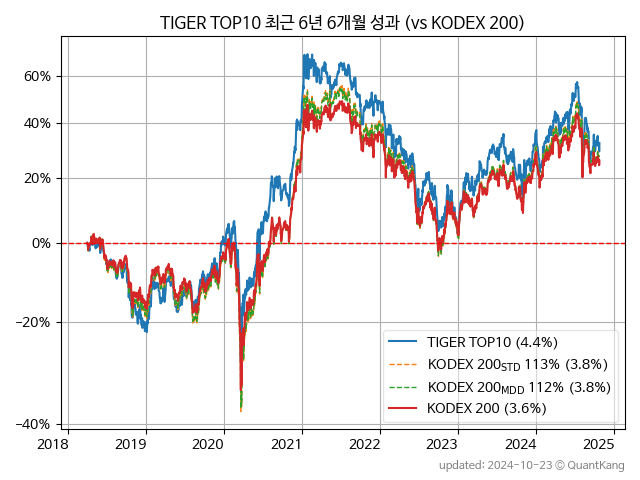 TIGER TOP10 최근 6년 6개월 성과 (vs KODEX 200)
60%
40%
20%
0%
−20%
−40%
TIGER TOP10 (4.4%)
KODEX 200STD 113% (3.8%)
KODEX 200MDD 112% (3.8%)
KODEX 200 (3.6%)
2018 2019 2020 2021 2022 2023 2024 2025
updated: 2024-10-23 © QuantKang